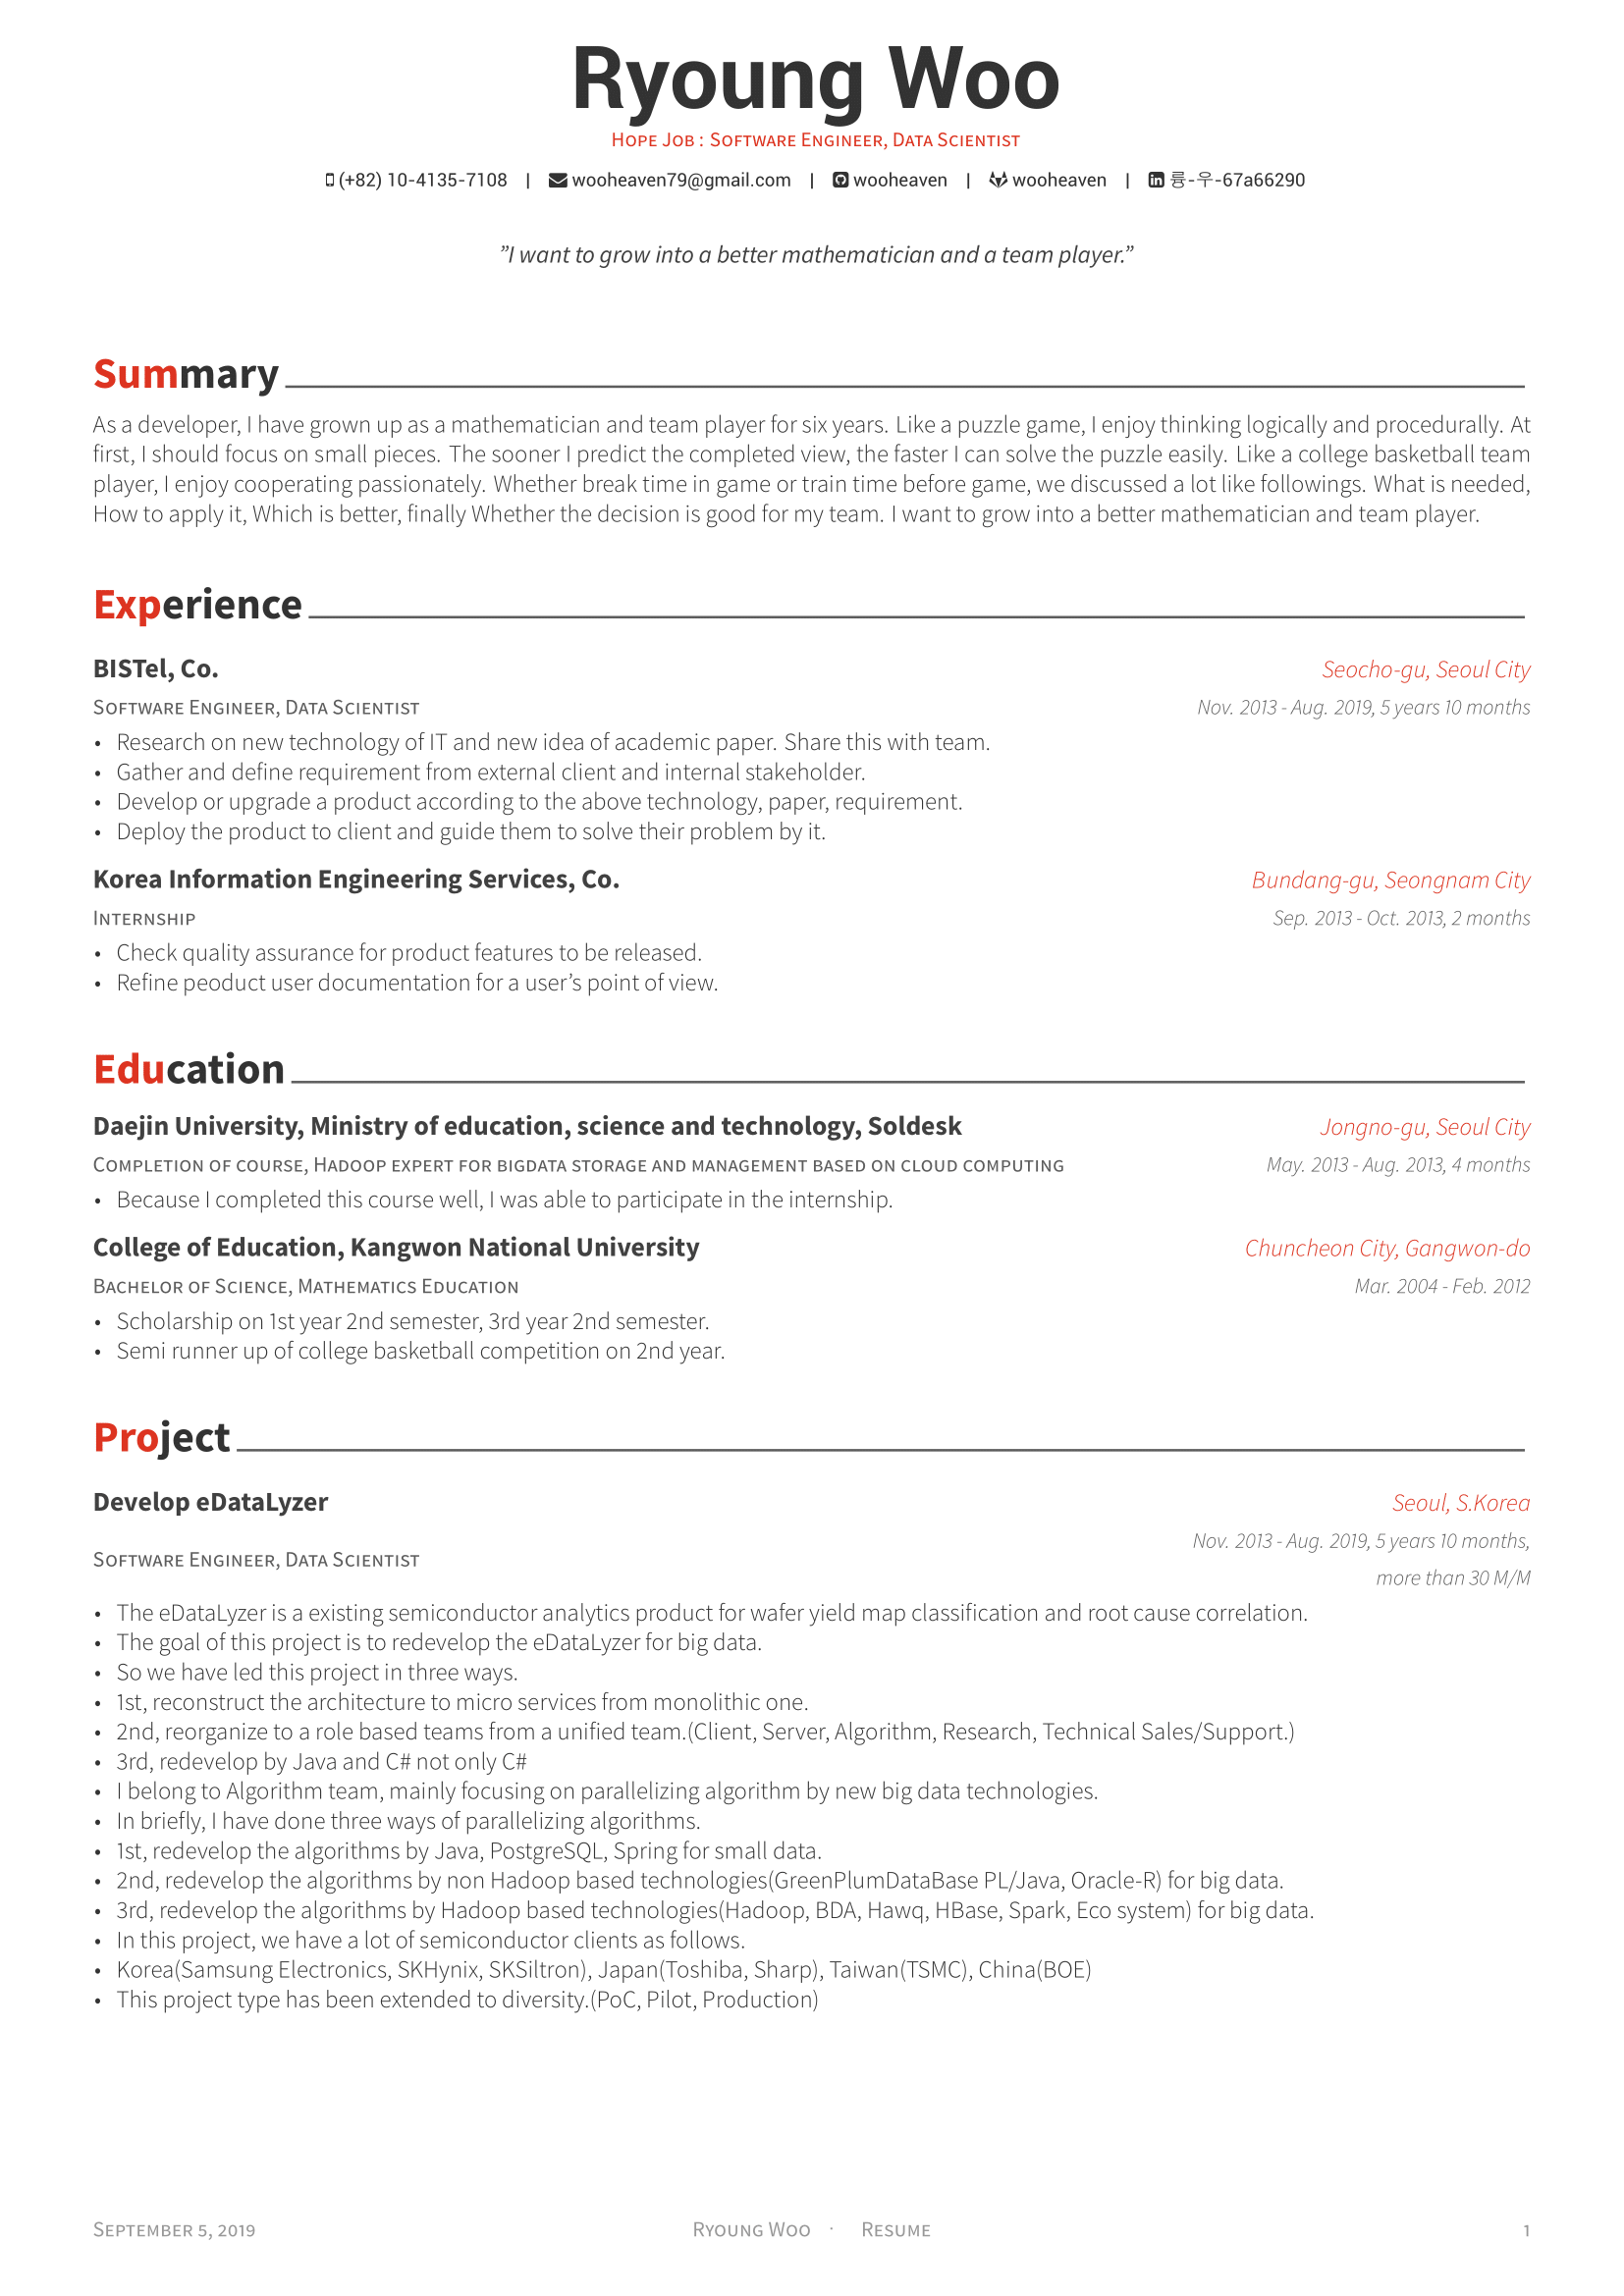 Ryoung Woo
Hope Job : Software Engineer, Data Scientist
(+82) 10-4135-7108 | wooheaven79@gmail.com | wooheaven | wooheaven | 륭-우-67a66290
”I want to grow into a better mathematician and a team player.”
Summary
As a developer, I have grown up as a mathematician and team player for six years. Like a puzzle game, I enjoy thinking logically and procedurally. At
first, I should focus on small pieces. The sooner I predict the completed view, the faster I can solve the puzzle easily. Like a college basketball team
player, I enjoy cooperating passionately. Whether break time in game or train time before game, we discussed a lot like followings. What is needed,
How to apply it, Which is better, finally Whether the decision is good for my team. I want to grow into a better mathematician and team player.
Experience
BISTel, Co. Seocho-gu, Seoul City
Software Engineer, Data Scientist Nov. 2013 - Aug. 2019, 5 years 10 months
• Research on new technology of IT and new idea of academic paper. Share this with team.
• Gather and define requirement from external client and internal stakeholder.
• Develop or upgrade a product according to the above technology, paper, requirement.
• Deploy the product to client and guide them to solve their problem by it.
Korea Information Engineering Services, Co. Bundang-gu, Seongnam City
Internship Sep. 2013 - Oct. 2013, 2 months
• Check quality assurance for product features to be released.
• Refine peoduct user documentation for a user’s point of view.
Education
Daejin University, Ministry of education, science and technology, Soldesk Jongno-gu, Seoul City
Completion of course, Hadoop expert for bigdata storage and management based on cloud computing May. 2013 - Aug. 2013, 4 months
• Because I completed this course well, I was able to participate in the internship.
College of Education, Kangwon National University Chuncheon City, Gangwon-do
Bachelor of Science, Mathematics Education Mar. 2004 - Feb. 2012
• Scholarship on 1st year 2nd semester, 3rd year 2nd semester.
• Semi runner up of college basketball competition on 2nd year.
Project
Develop eDataLyzer Seoul, S.Korea
Software Engineer, Data Scientist Nov. 2013 - Aug. 2019, 5 years 10 months,
more than 30 M/M
• The eDataLyzer is a existing semiconductor analytics product for wafer yield map classification and root cause correlation.
• The goal of this project is to redevelop the eDataLyzer for big data.
• So we have led this project in three ways.
• 1st, reconstruct the architecture to micro services from monolithic one.
• 2nd, reorganize to a role based teams from a unified team.(Client, Server, Algorithm, Research, Technical Sales/Support.)
• 3rd, redevelop by Java and C# not only C#
• I belong to Algorithm team, mainly focusing on parallelizing algorithm by new big data technologies.
• In briefly, I have done three ways of parallelizing algorithms.
• 1st, redevelop the algorithms by Java, PostgreSQL, Spring for small data.
• 2nd, redevelop the algorithms by non Hadoop based technologies(GreenPlumDataBase PL/Java, Oracle-R) for big data.
• 3rd, redevelop the algorithms by Hadoop based technologies(Hadoop, BDA, Hawq, HBase, Spark, Eco system) for big data.
• In this project, we have a lot of semiconductor clients as follows.
• Korea(Samsung Electronics, SKHynix, SKSiltron), Japan(Toshiba, Sharp), Taiwan(TSMC), China(BOE)
• This project type has been extended to diversity.(PoC, Pilot, Production)
September 5, 2019 Ryoung Woo · Resume 1